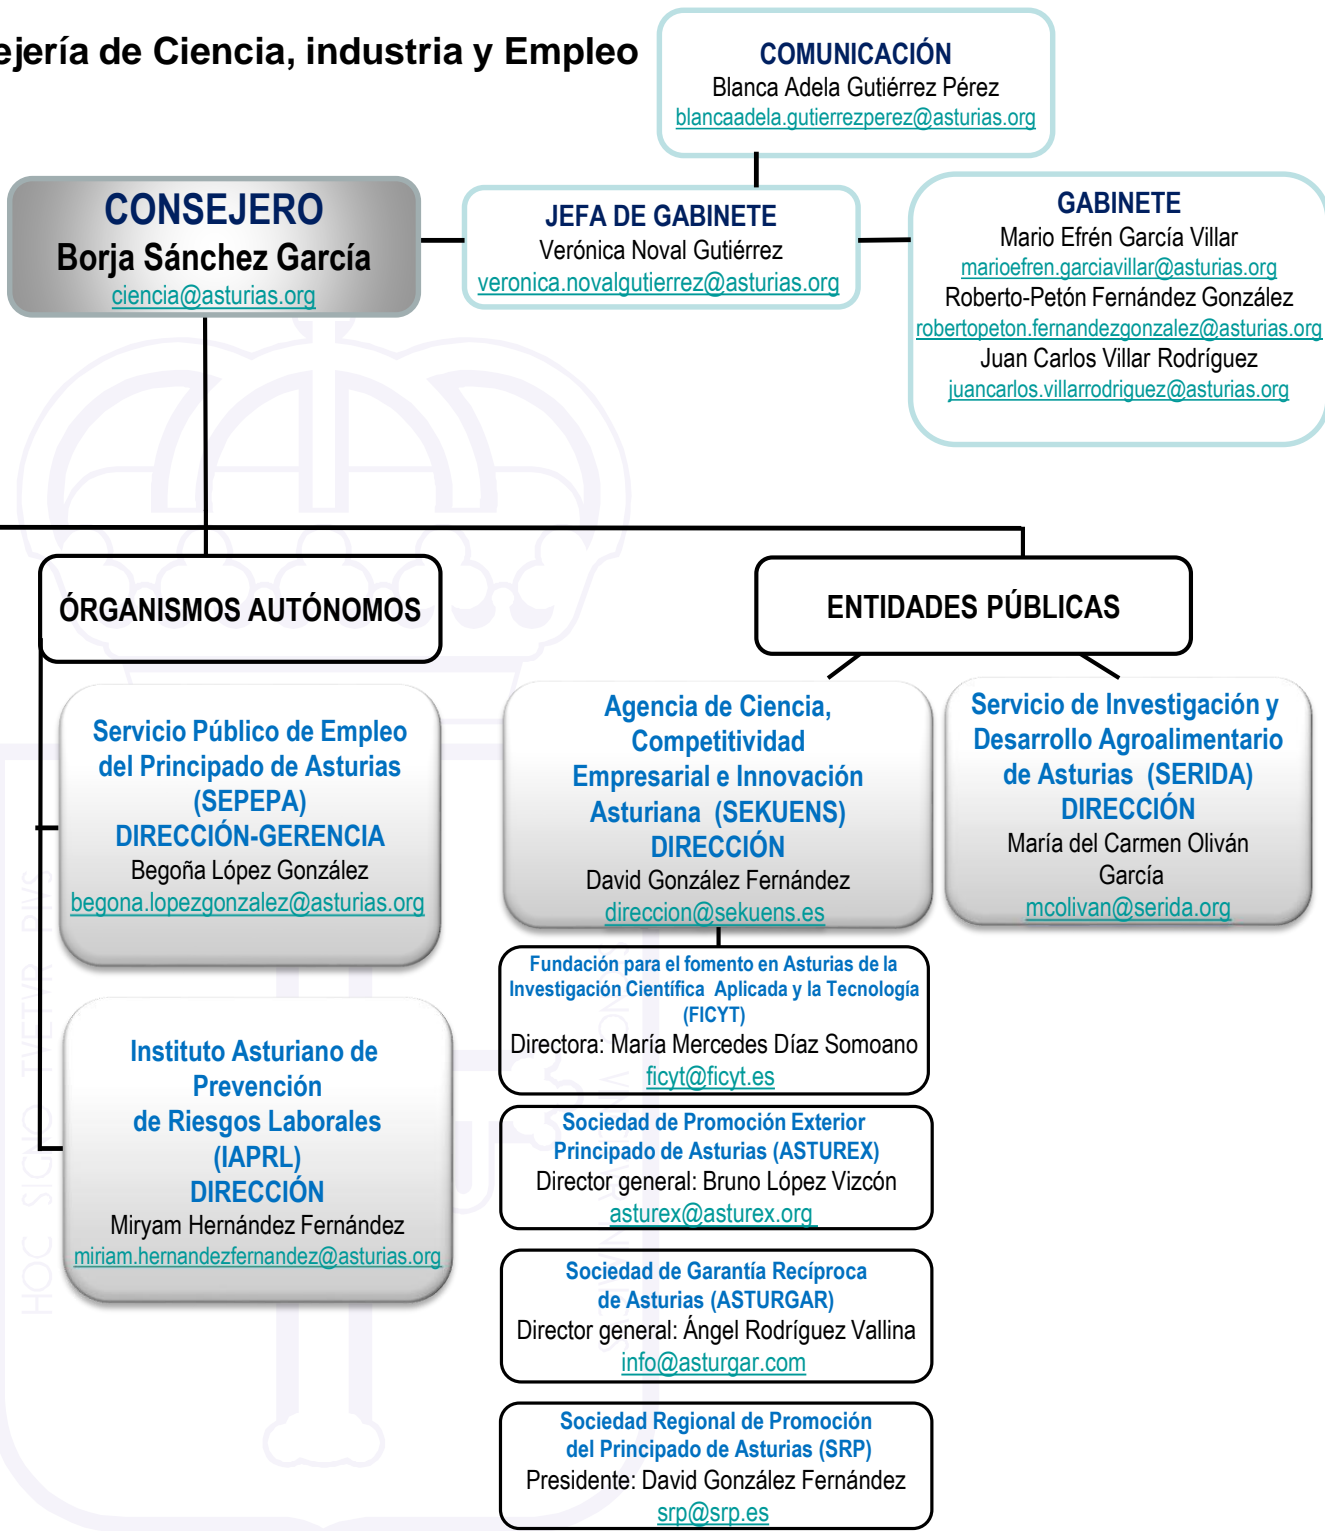 ejería de Ciencia, industria y Empleo
COMUNICACIÓN
Blanca Adela Gutiérrez Pérez
blancaadela.gutierrezperez@asturias.org
CONSEJERO
Borja Sánchez García
ciencia@asturias.org
JEFA DE GABINETE
Verónica Noval Gutiérrez
veronica.novalgutierrez@asturias.org
GABINETE
Mario Efrén García Villar
marioefren.garciavillar@asturias.org
Roberto-Petón Fernández González
robertopeton.fernandezgonzalez@asturias.org
Juan Carlos Villar Rodríguez
juancarlos.villarrodriguez@asturias.org
ÓRGANISMOS AUTÓNOMOS
Servicio Público de Empleo
del Principado de Asturias
(SEPEPA)
DIRECCIÓN-GERENCIA
Begoña López González
begona.lopezgonzalez@asturias.org
Instituto Asturiano de
Prevención
de Riesgos Laborales
(IAPRL)
DIRECCIÓN
Miryam Hernández Fernández
miriam.hernandezfernandez@asturias.org
ENTIDADES PÚBLICAS
Agencia de Ciencia,
Competitividad
Empresarial e Innovación
Asturiana (SEKUENS)
DIRECCIÓN
David González Fernández
direccion@sekuens.es
Servicio de Investigación y
Desarrollo Agroalimentario
de Asturias (SERIDA)
DIRECCIÓN
María del Carmen Oliván
García
mcolivan@serida.org
Fundación para el fomento en Asturias de la
Investigación Científica Aplicada y la Tecnología
(FICYT)
Directora: María Mercedes Díaz Somoano
ficyt@ficyt.es
Sociedad de Promoción Exterior
Principado de Asturias (ASTUREX)
Director general: Bruno López Vizcón
asturex@asturex.org
Sociedad de Garantía Recíproca
de Asturias (ASTURGAR)
Director general: Ángel Rodríguez Vallina
info@asturgar.com
Sociedad Regional de Promoción
del Principado de Asturias (SRP)
Presidente: David González Fernández
srp@srp.es
HOC SIGNO TVETVR PIVS